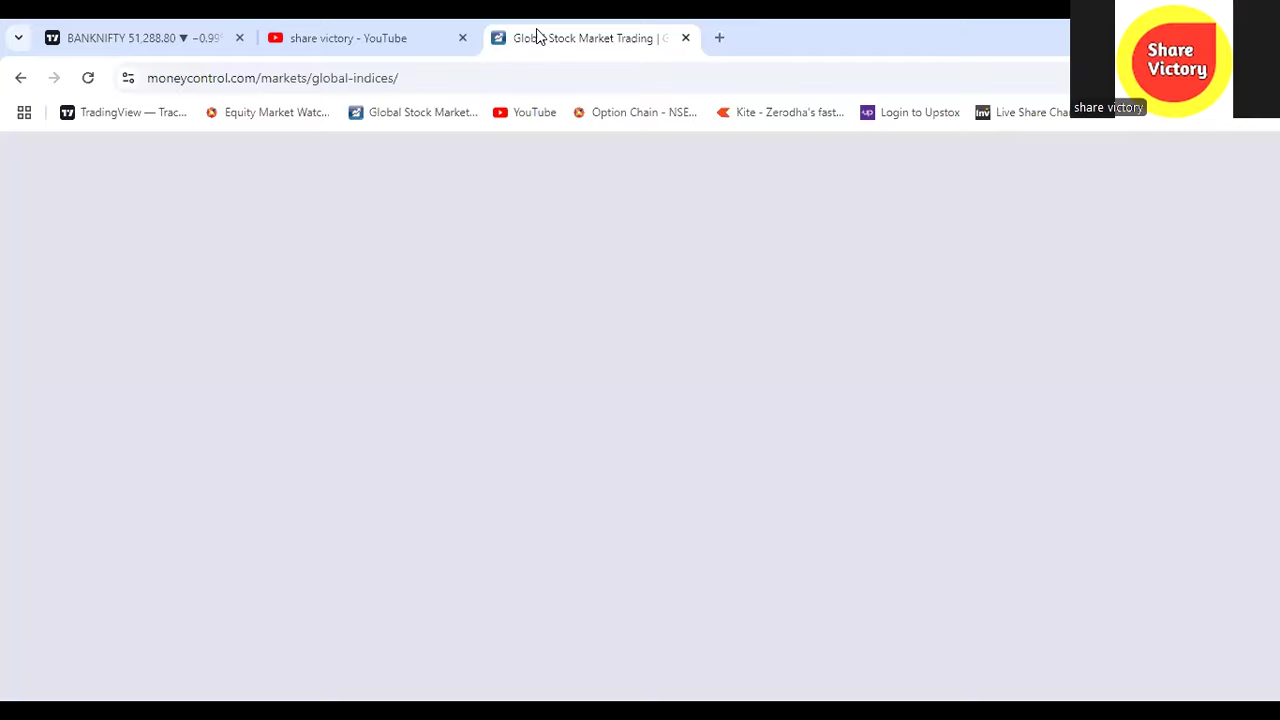 BANKNIFTY 51,288.80 ▼ −0.99
share victory - YouTube
Global Stock Market Trading | G
moneycontrol.com/markets/global-indices/
TradingView — Trac...
Equity Market Watc...
Global Stock Market...
YouTube
Option Chain - NSE...
Kite - Zerodha's fast...
Login to Upstox
Live Share Cha
Share
Victory
share victory